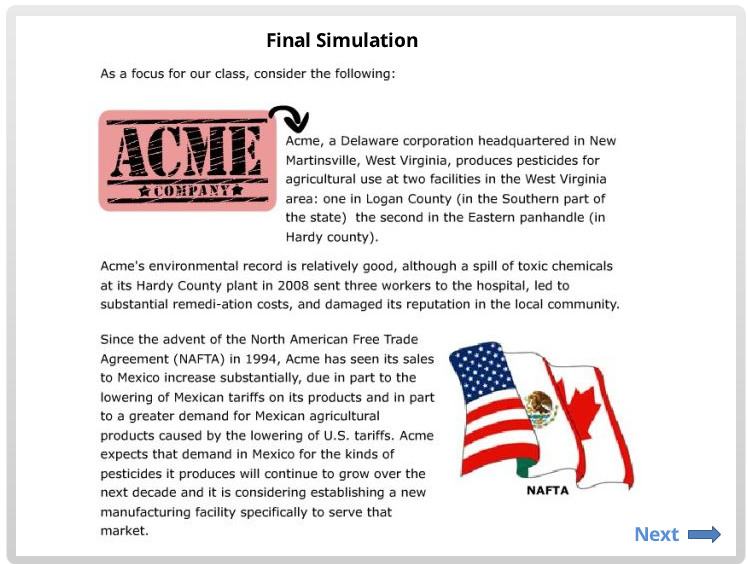 Final Simulation
As a focus for our class, consider the following:
ACME
COMPANY
Acme, a Delaware corporation headquartered in New
Martinsville, West Virginia, produces pesticides for
agricultural use at two facilities in the West Virginia
area: one in Logan County (in the Southern part of
the state)  the second in the Eastern panhandle (in
Hardy county).
Acme's environmental record is relatively good, although a spill of toxic chemicals
at its Hardy County plant in 2008 sent three workers to the hospital, led to
substantial remedi-ation costs, and damaged its reputation in the local community.
Since the advent of the North American Free Trade
Agreement (NAFTA) in 1994, Acme has seen its sales
to Mexico increase substantially, due in part to the
lowering of Mexican tariffs on its products and in part
to a greater demand for Mexican agricultural
products caused by the lowering of U.S. tariffs. Acme
expects that demand in Mexico for the kinds of
pesticides it produces will continue to grow over the
next decade and it is considering establishing a new
manufacturing facility specifically to serve that
market.
NAFTA
Next